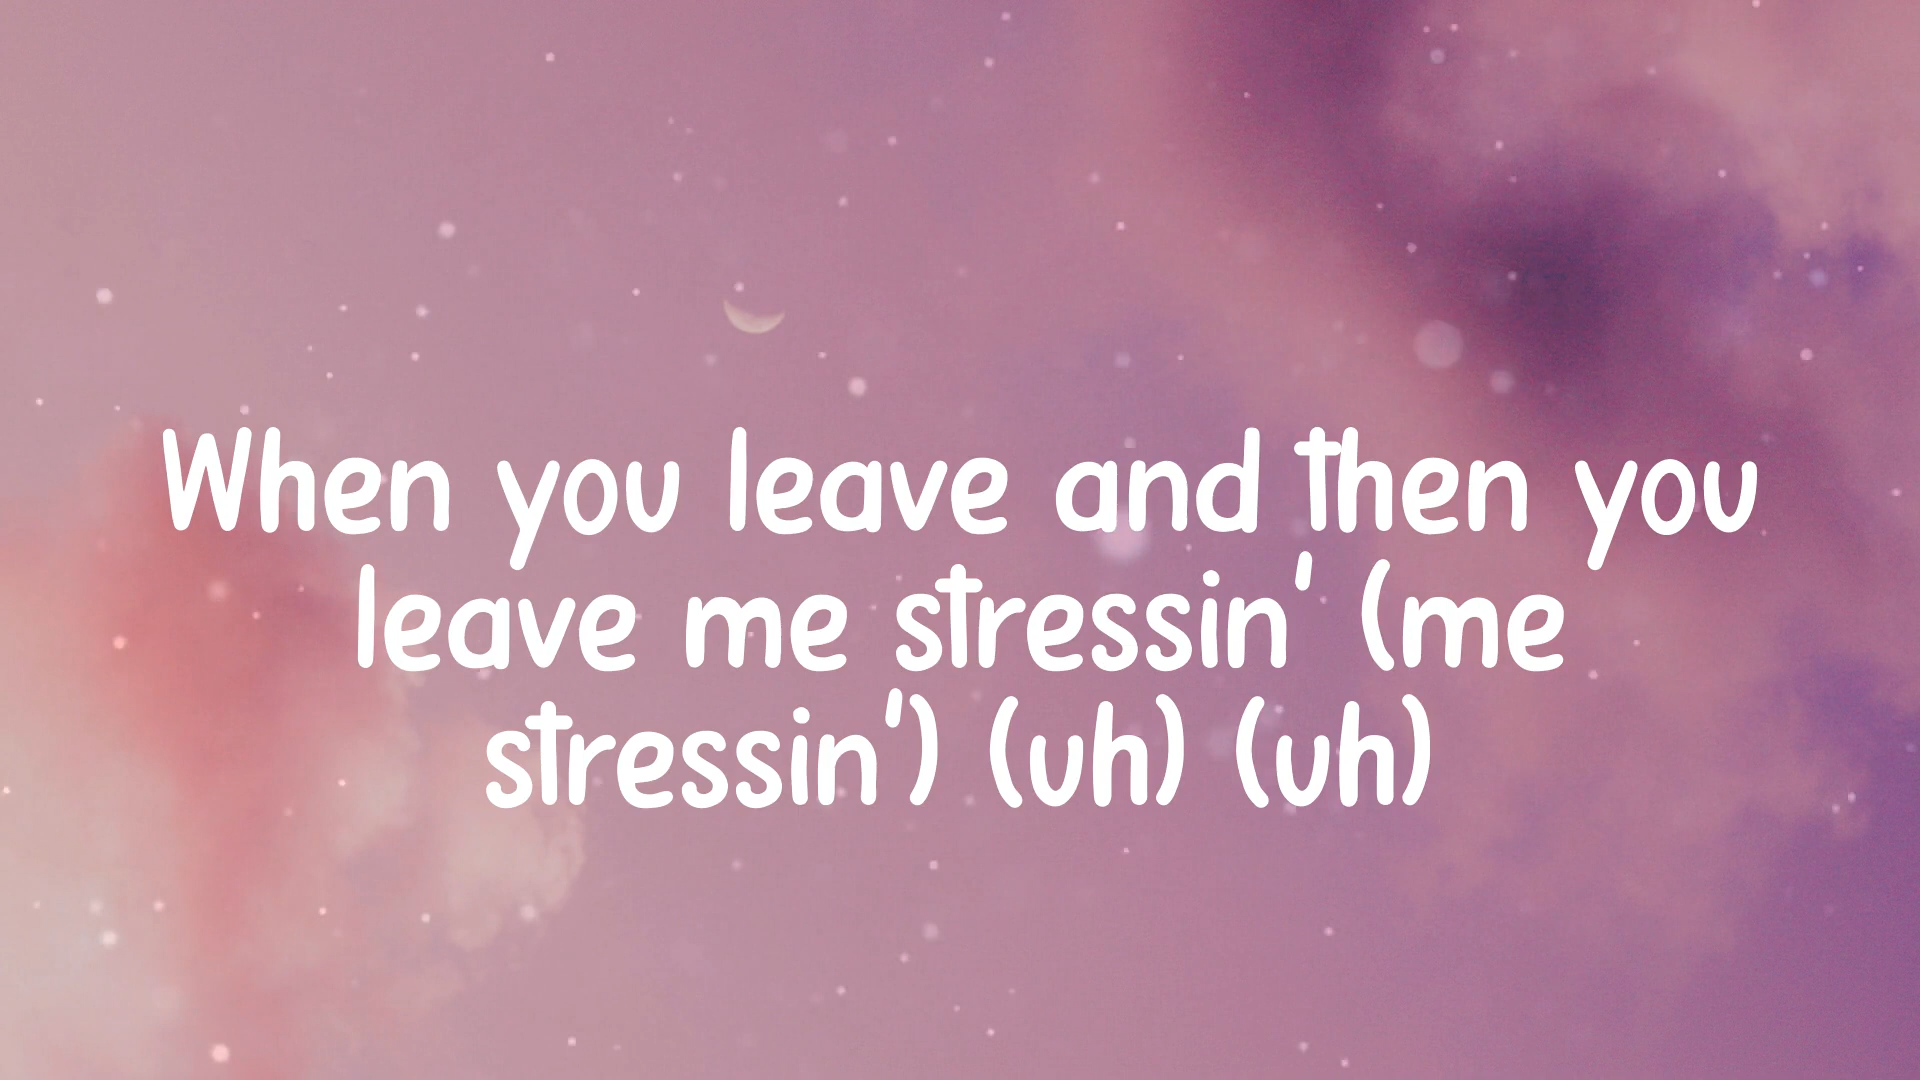 When you leave and then you
leave me stressin' (me
stressin') (uh) (uh)